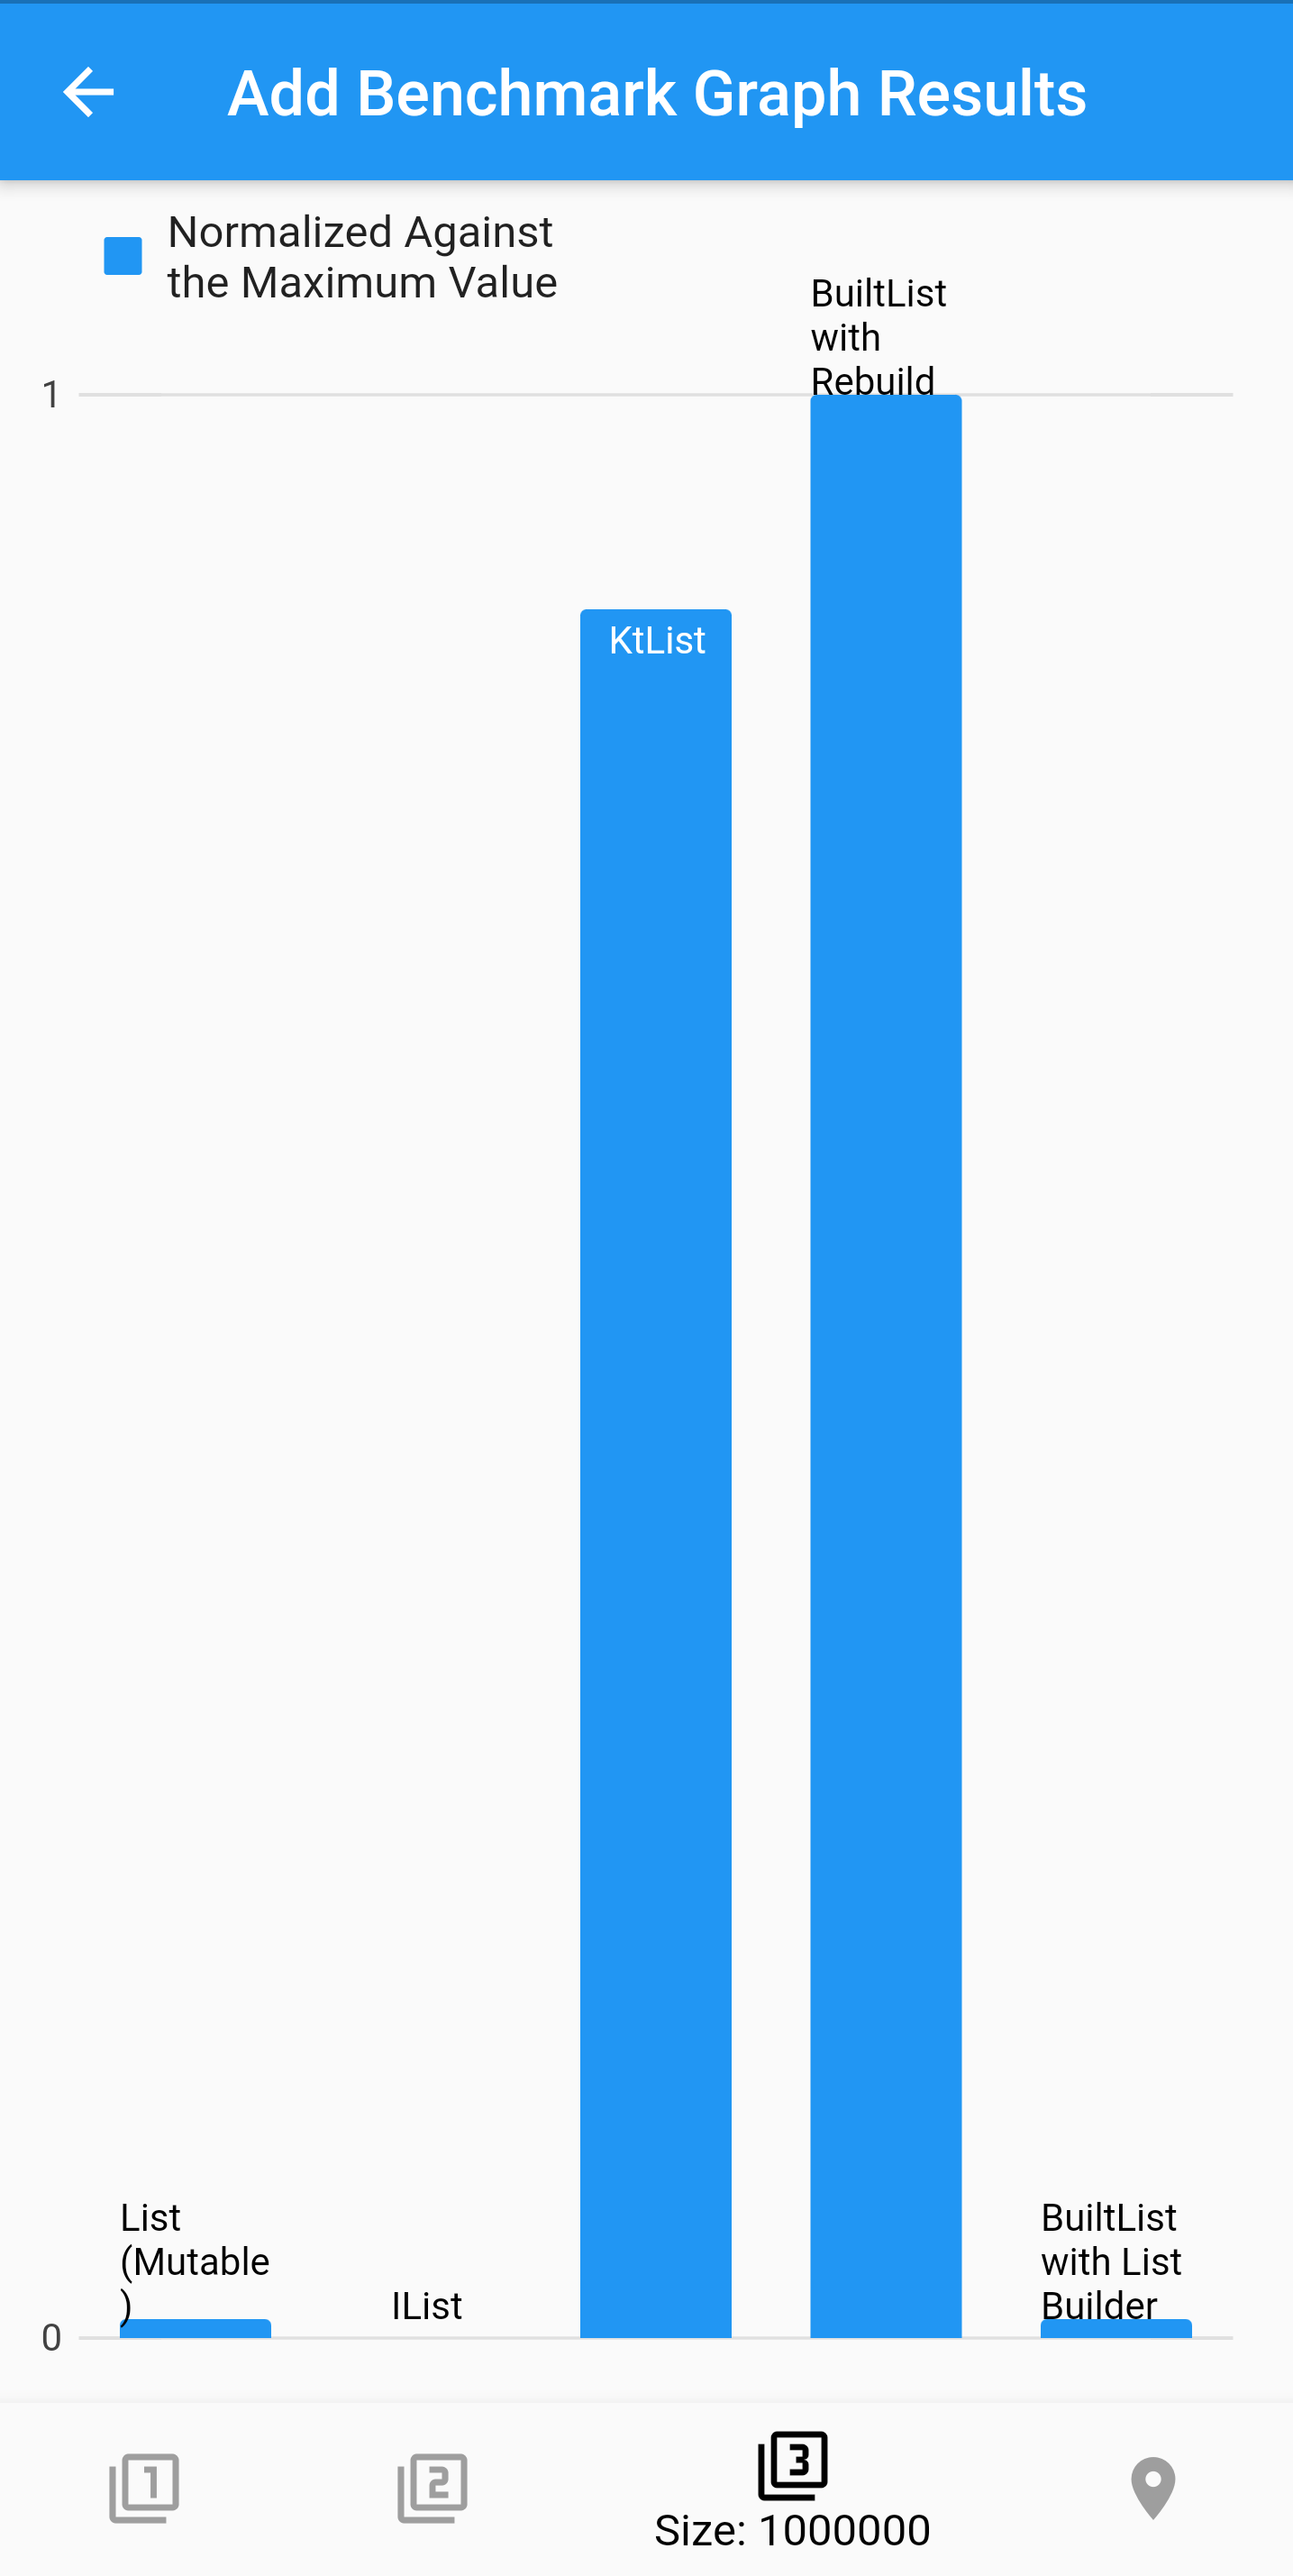 Add Benchmark Graph Results
Normalized Against
the Maximum Value
BuiltList
with
Rebuild
1
KtList
List
(Mutable
)
IList
BuiltList
with List
Builder
0
1
2
3
Size: 1000000